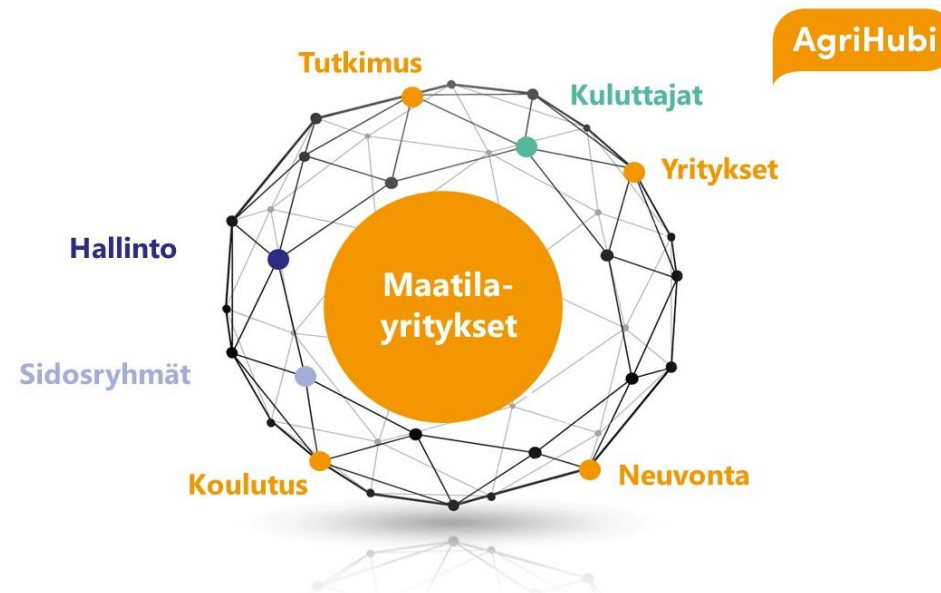 AgriHubi
Tutkimus
Kuluttajat
Yritykset
Hallinto
Maatila-
yritykset
Sidosryhmät
Koulutus
Neuvonta